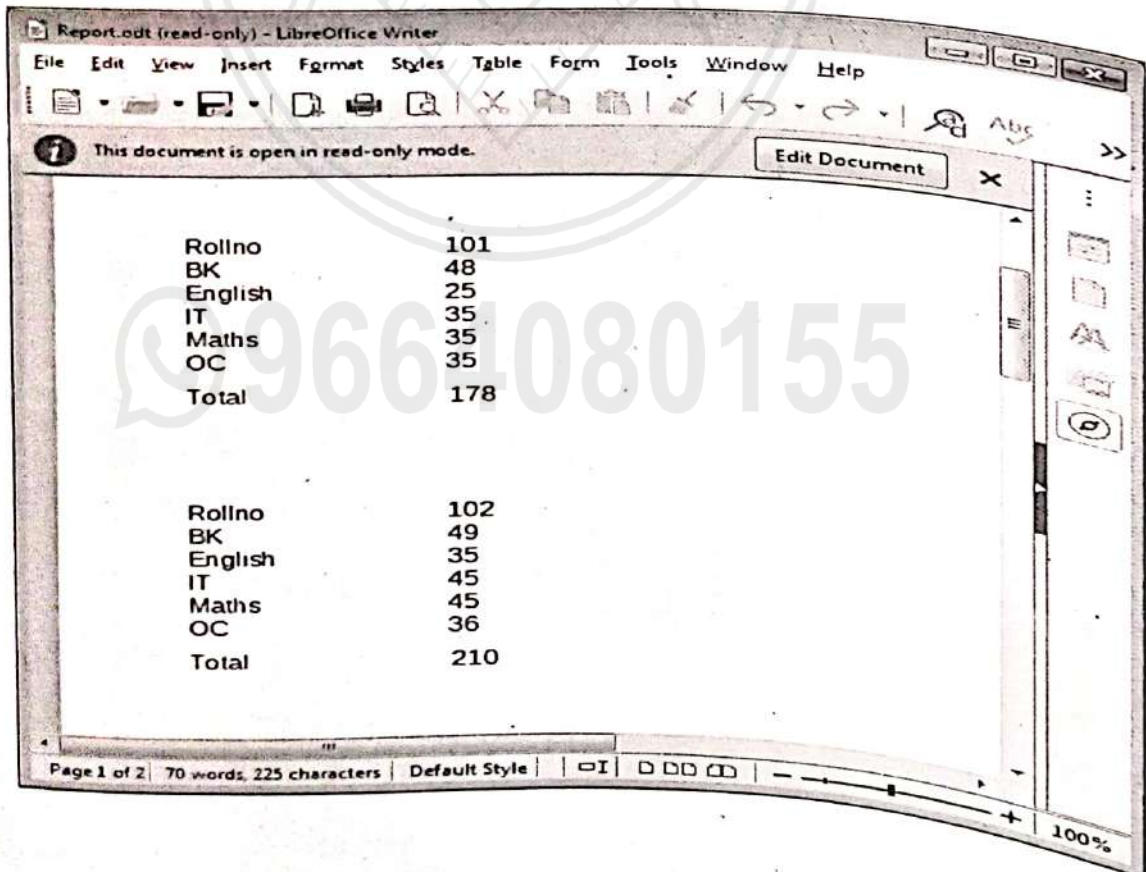 Report.odt (read-only) - LibreOffice Writer
File Edit View Insert Format Styles Table Form Tools Window Help
Abc
This document is open in read-only mode. Edit Document
Rollno 101
BK 48
English 25
IT 35
Maths 35
OC 35
Total 178
9664080155
Rollno 102
BK 49
English 35
IT 45
Maths 45
OC 36
Total 210
Page 1 of 2 70 words, 225 characters Default Style 100%